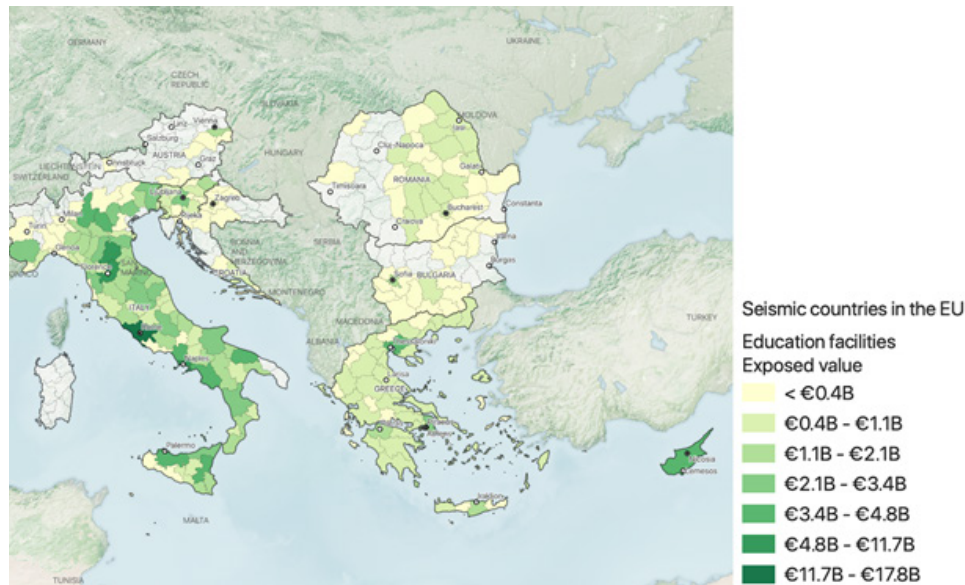 GERMANY
UKRAINE
CZECH
REPUBLIC
SLOVAKIA
Vienna
Linz
Salzburg
MOLDOVA
Iasi
AUSTRIA
Innsbruck
Graz
HUNGARY
Cluj-Napoca
LIECHTENSTEIN
SWITZERLAND
ROMANIA
Galati
Timisoara
Ljubljana
Zagreb
Milan
Rijeka
Turin
Bucharest
Constanta
Craiova
Genoa
BOSNIA
AND
HERZEGOVINA
SERBIA
Varna
SAN
MARINO
CROATIA
Sofia
BULGARIA
Burgas
MONTENEGRO
ITALY
MACEDONIA
ALBANIA
Naples
TURKEY
Larisa
GREECE
Palermo
Nicosia
Lemesos
Iraklion
MALTA
TUNISIA
Seismic countries in the EU
Education facilities
Exposed value
< €0.4B
€0.4B - €1.1B
€1.1B - €2.1B
€2.1B - €3.4B
€3.4B - €4.8B
€4.8B - €11.7B
€11.7B - €17.8B